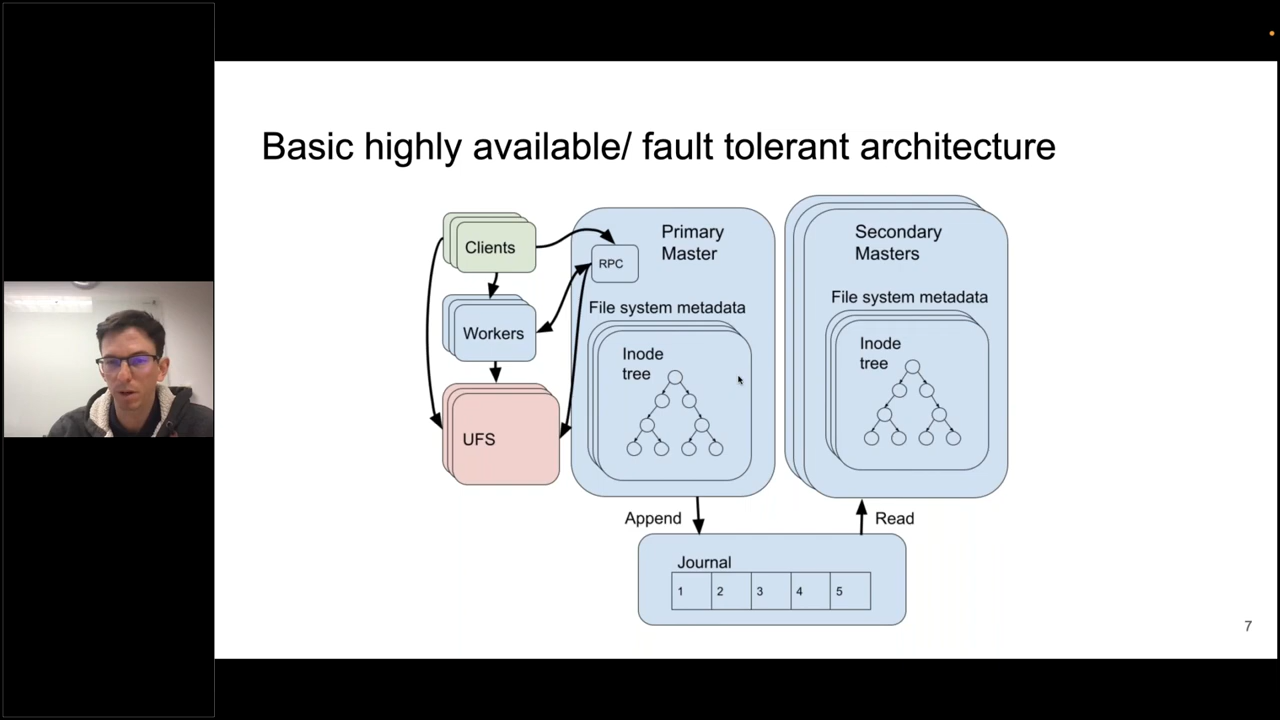 Basic highly available/ fault tolerant architecture
Clients
Workers
UFS
Primary
Master
RPC
File system metadata
Inode
tree
Secondary
Masters
File system metadata
Inode
tree
Append
Read
Journal
1 2 3 4 5
7